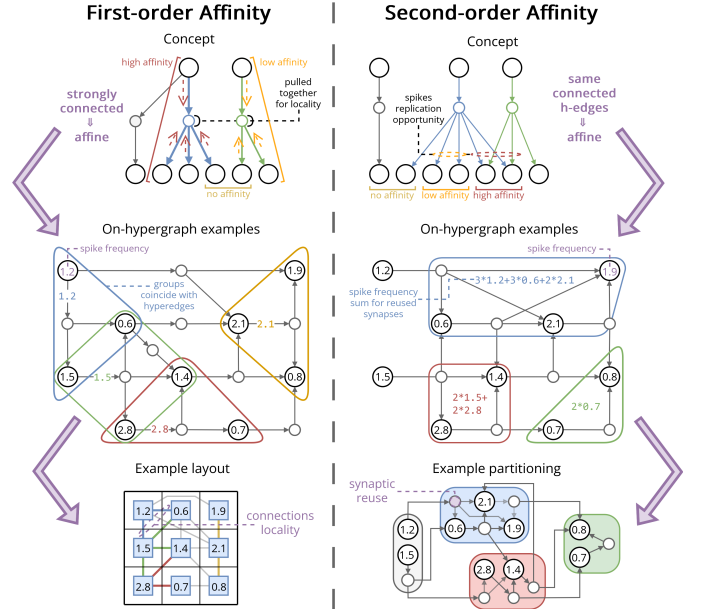 First-order Affinity
Concept
high affinity
low affinity
strongly
connected
⇓
affine
pulled
together
for locality
no affinity
On-hypergraph examples
spike frequency
1.2
1.9
1.2
groups
coincide with
hyperedges
0.6
2.1
2.1
1.5
1.5
1.4
0.8
2.8
2.8
0.7
Example layout
1.2
0.6
1.9
connections
locality
1.5
1.4
2.1
2.8
0.7
0.8
Second-order Affinity
Concept
spikes
replication
opportunity
same
connected
h-edges
⇓
affine
no affinity
low affinity
high affinity
On-hypergraph examples
spike frequency
1.2
3*1.2+3*0.6+2*2.1
1.9
spike frequency
sum for reused
synapses
0.6
2.1
1.5
1.4
0.8
2*1.5+
2*2.8
2*0.7
2.8
0.7
Example partitioning
synaptic
reuse
2.1
1.2
0.6
1.9
0.8
1.5
0.7
2.8
1.4